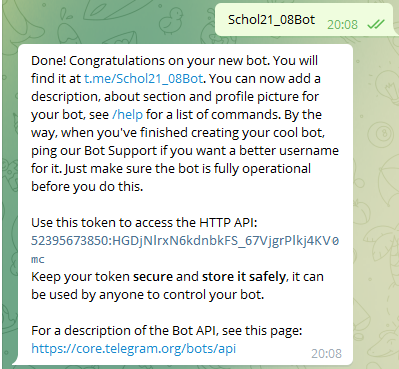 Schol21_08Bot
20:08
Done! Congratulations on your new bot. You will
find it at t.me/Schol21_08Bot. You can now add a
description, about section and profile picture for
your bot, see /help for a list of commands. By the
way, when you've finished creating your cool bot,
ping our Bot Support if you want a better username
for it. Just make sure the bot is fully operational
before you do this.
Use this token to access the HTTP API:
52395673850:HGDjNlrxN6kdnbkFS_67VjgrPlkj4KV0
mc
Keep your token secure and store it safely, it can
be used by anyone to control your bot.
For a description of the Bot API, see this page:
https://core.telegram.org/bots/api
20:08